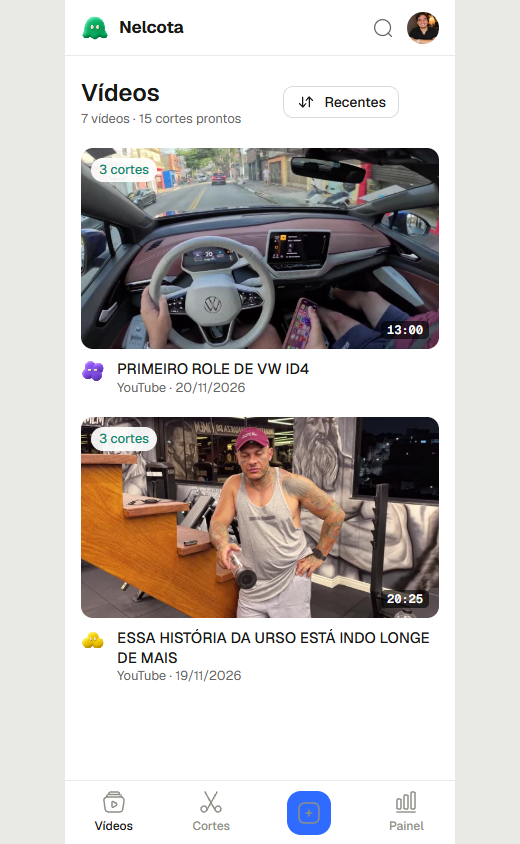 Nelcota
Vídeos
7 vídeos · 15 cortes prontos
Recentes
3 cortes
13:00
PRIMEIRO ROLE DE VW ID4
YouTube · 20/11/2026
3 cortes
20:25
ESSA HISTÓRIA DA URSO ESTÁ INDO LONGE
DE MAIS
YouTube · 19/11/2026
Vídeos
Cortes
Painel